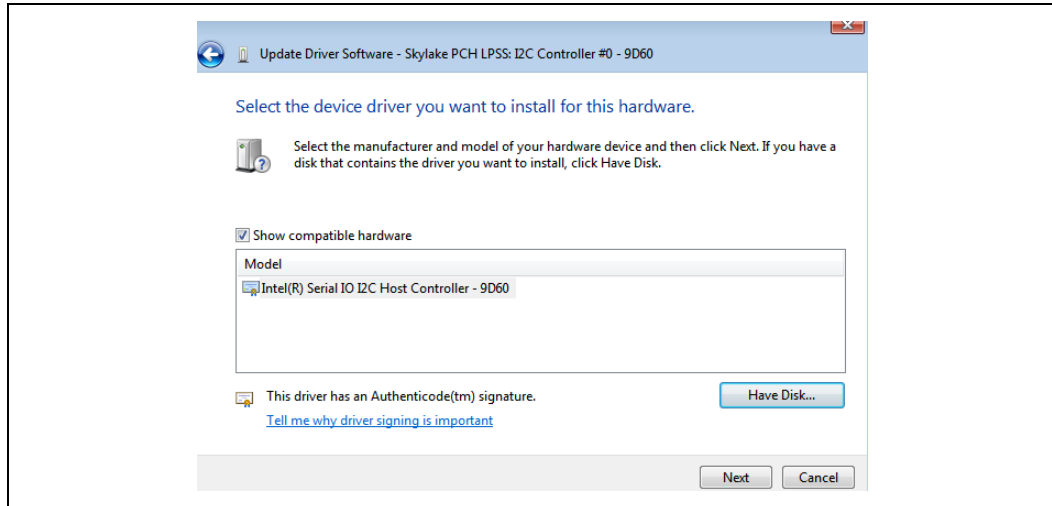 Update Driver Software - Skylake PCH LPSS: I2C Controller #0 - 9D60
Select the device driver you want to install for this hardware.
Select the manufacturer and model of your hardware device and then click Next. If you have a
disk that contains the driver you want to install, click Have Disk.
Show compatible hardware
Model
Intel(R) Serial IO I2C Host Controller - 9D60
This driver has an Authenticode(tm) signature.
Have Disk...
Tell me why driver signing is important
Next
Cancel